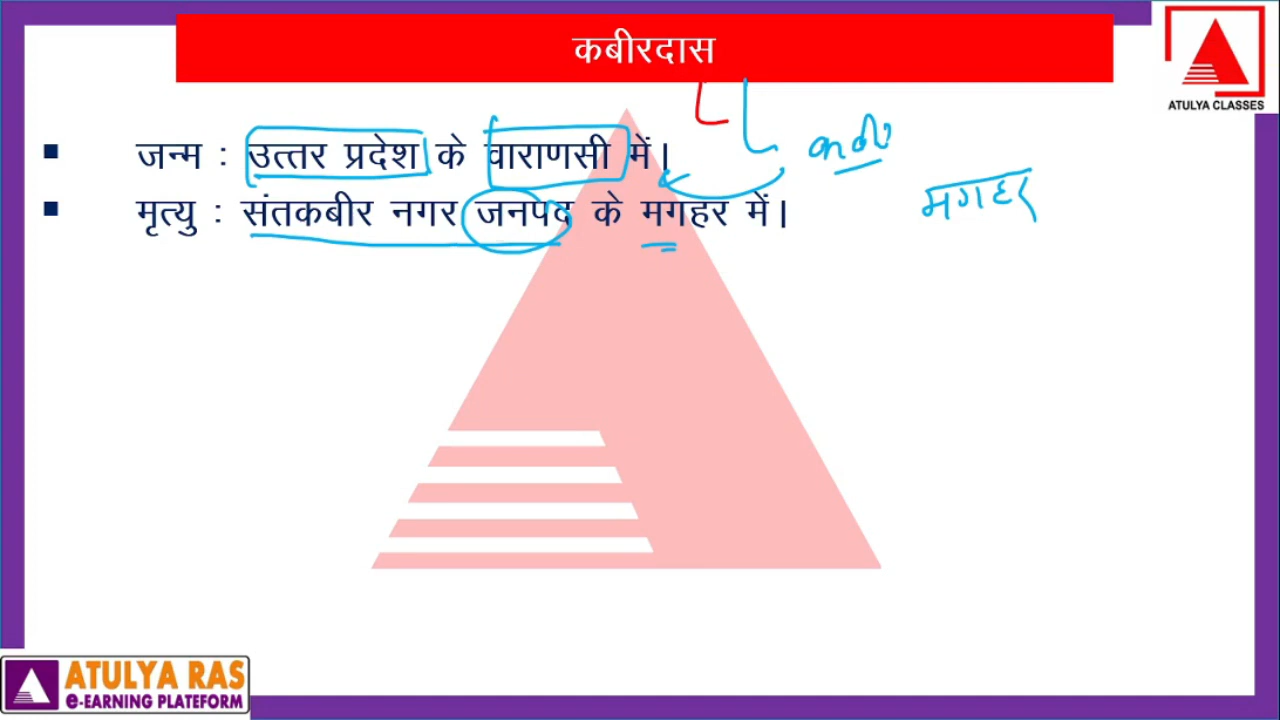 कबीरदास
ATULYA CLASSES
जन्म : उत्तर प्रदेश के वाराणसी में।
मृत्यु : संतकबीर नगर जनपद के मगहर में।
मगहर
ATULYA RAS
e-EARNING PLATEFORM